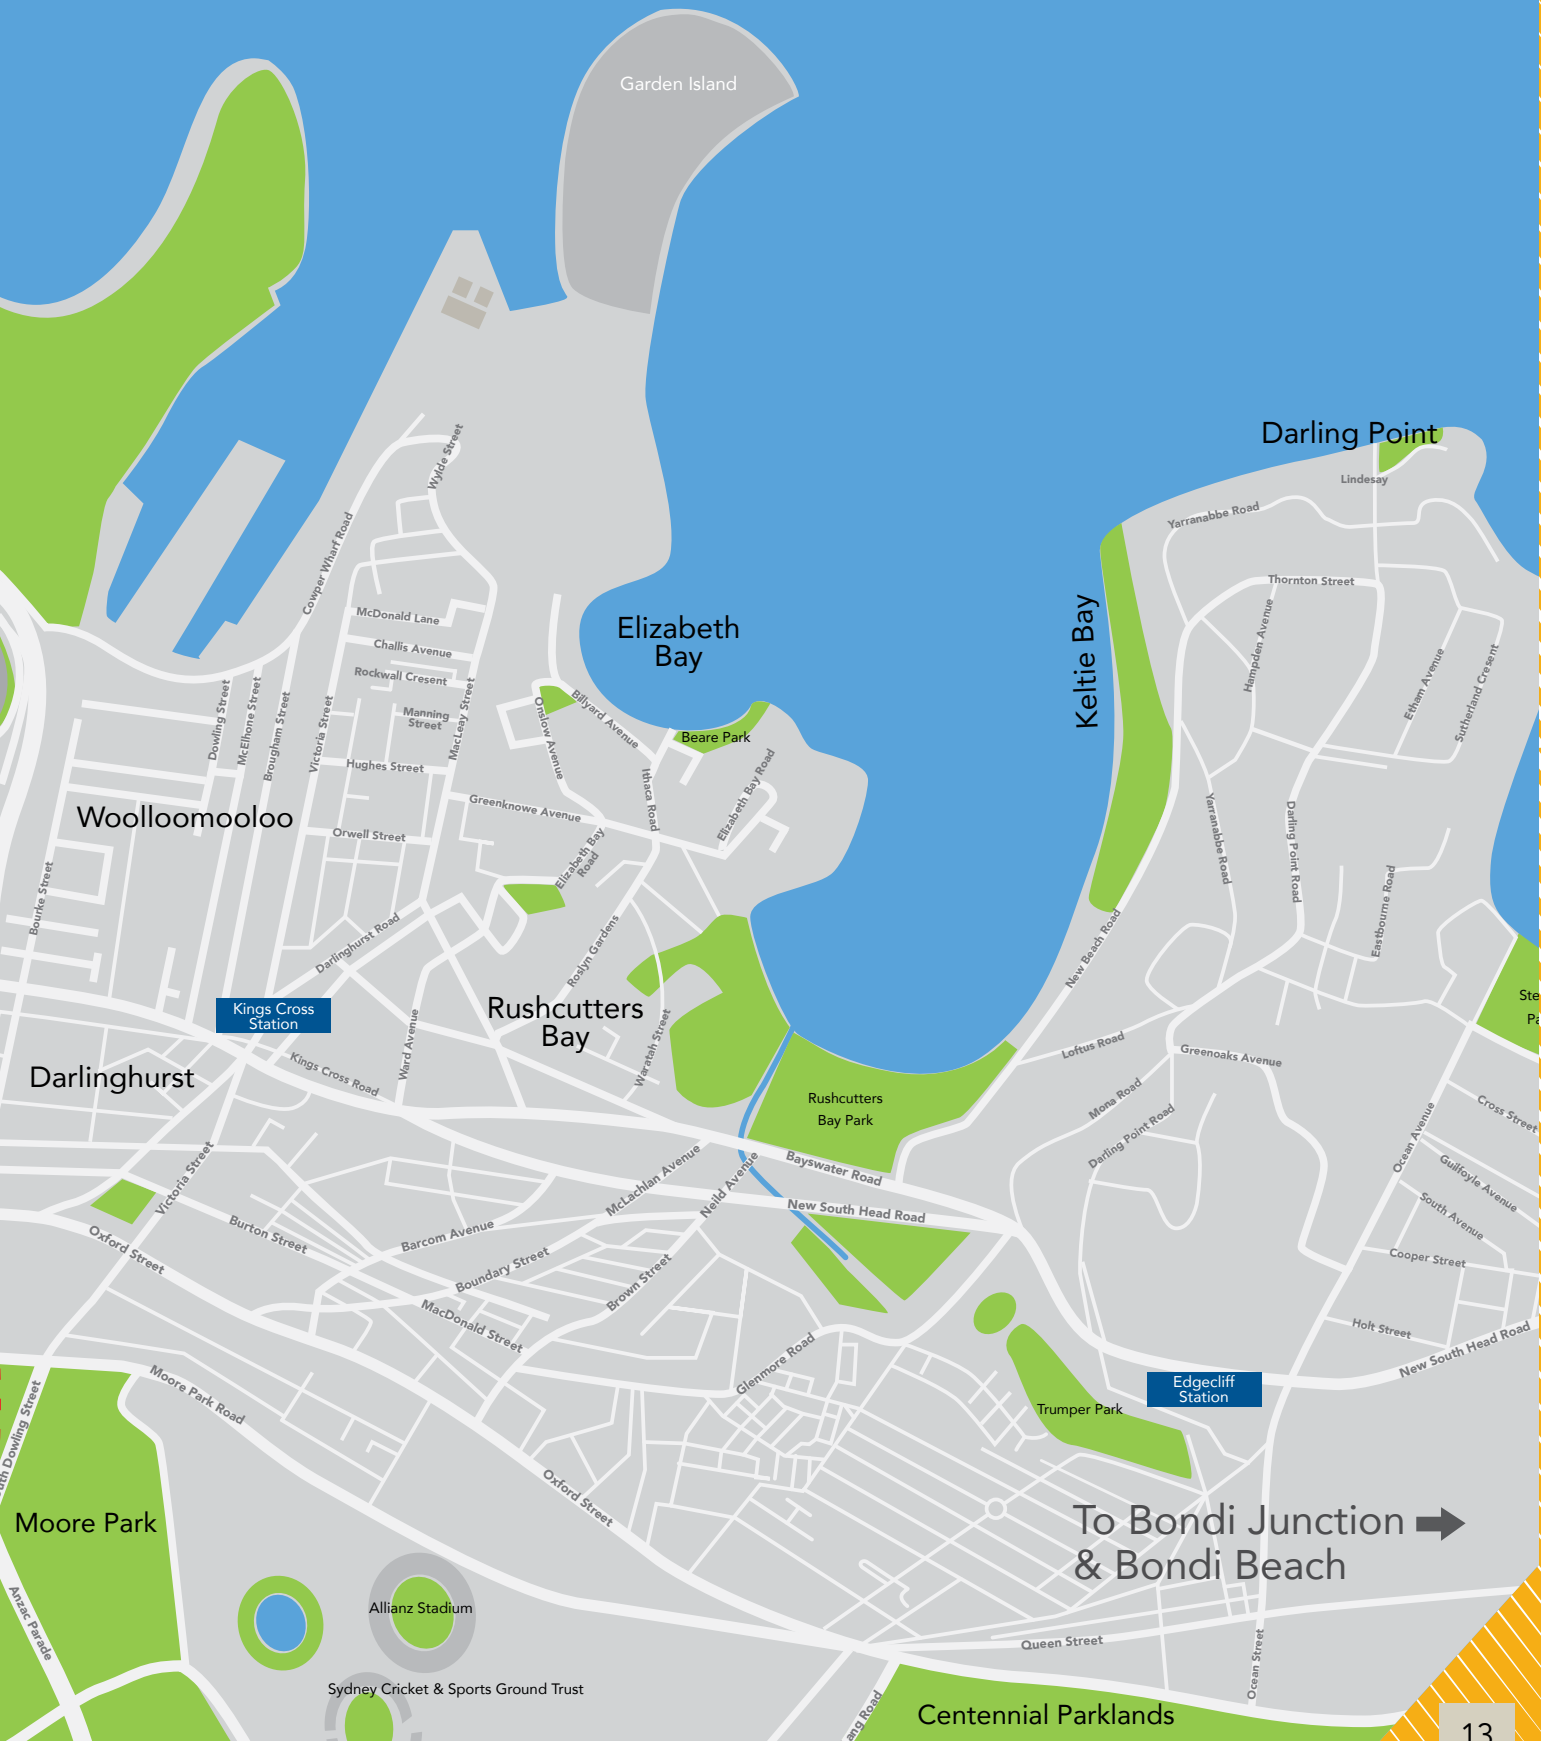 Garden Island
Darling Point
Lindesay
Wylde Street
Yarranabbe Road
Cowper Wharf Road
Thornton Street
McDonald Lane
Elizabeth
Bay
Keltie Bay
Hampden Avenue
Challis Avenue
Rockwall Cresent
Etham Avenue
Sutherland Cresent
Manning
Street
Dowling Street
McElhone Street
Brougham Street
Victoria Street
MacLeay Street
Onslow Avenue
Billyard Avenue
Beare Park
Hughes Street
Ithaca Road
Elizabeth Bay Road
Greenknowe Avenue
Woolloomooloo
Orwell Street
Elizabeth Bay
Road
Yarranabbe Road
Darling Point Road
Bourke Street
Eastbourne Road
Darlinghurst Road
Roslyn Gardens
New Beach Road
Kings Cross
Station
Rushcutters
Bay
Waratah Street
Ward Avenue
Ste
Pa
Loftus Road
Greenoaks Avenue
Darlinghurst
Kings Cross Road
Rushcutters
Bay Park
Mona Road
Darling Point Road
Cross Street
Ocean Avenue
Guilfoyle Avenue
South Avenue
Cooper Street
Victoria Street
McLachlan Avenue
Neild Avenue
Bayswater Road
New South Head Road
Oxford Street
Burton Street
Barcom Avenue
Boundary Street
Brown Street
MacDonald Street
Glenmore Road
Holt Street
New South Head Road
Edgecliff
Station
Trumper Park
Moore Park Road
uth Dowling Street
Oxford Street
Moore Park
To Bondi Junction
& Bondi Beach
Anzac Parade
Allianz Stadium
Queen Street
Ocean Street
Sydney Cricket & Sports Ground Trust
ang Road
Centennial Parklands
13